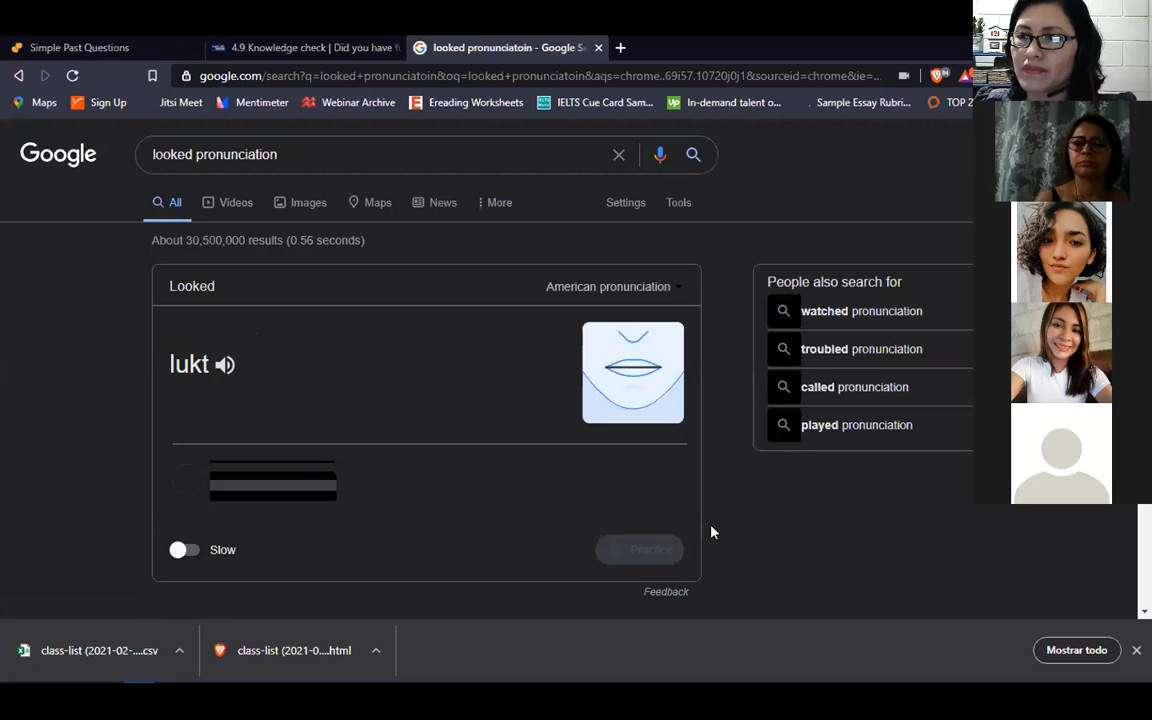 Simple Past Questions
4.9 Knowledge check | Did you have fu
looked pronunciatoin - Google Se
google.com/search?q=looked+pronunciatoin&oq=looked+pronunciatoin&aqs=chrome..69i57.10720j0j1&sourceid=chrome&ie=...
Maps
Sign Up
Jitsi Meet
Mentimeter
Webinar Archive
Ereading Worksheets
IELTS Cue Card Sam...
In-demand talent o...
Sample Essay Rubri...
TOP 2
Google
looked pronunciation
All
Videos
Images
Maps
News
More
Settings
Tools
About 30,500,000 results (0.56 seconds)
Looked
American pronunciation
lukt
Slow
Practice
Feedback
People also search for
watched pronunciation
troubled pronunciation
called pronunciation
played pronunciation
class-list (2021-02-....csv
class-list (2021-0....html
Mostrar todo